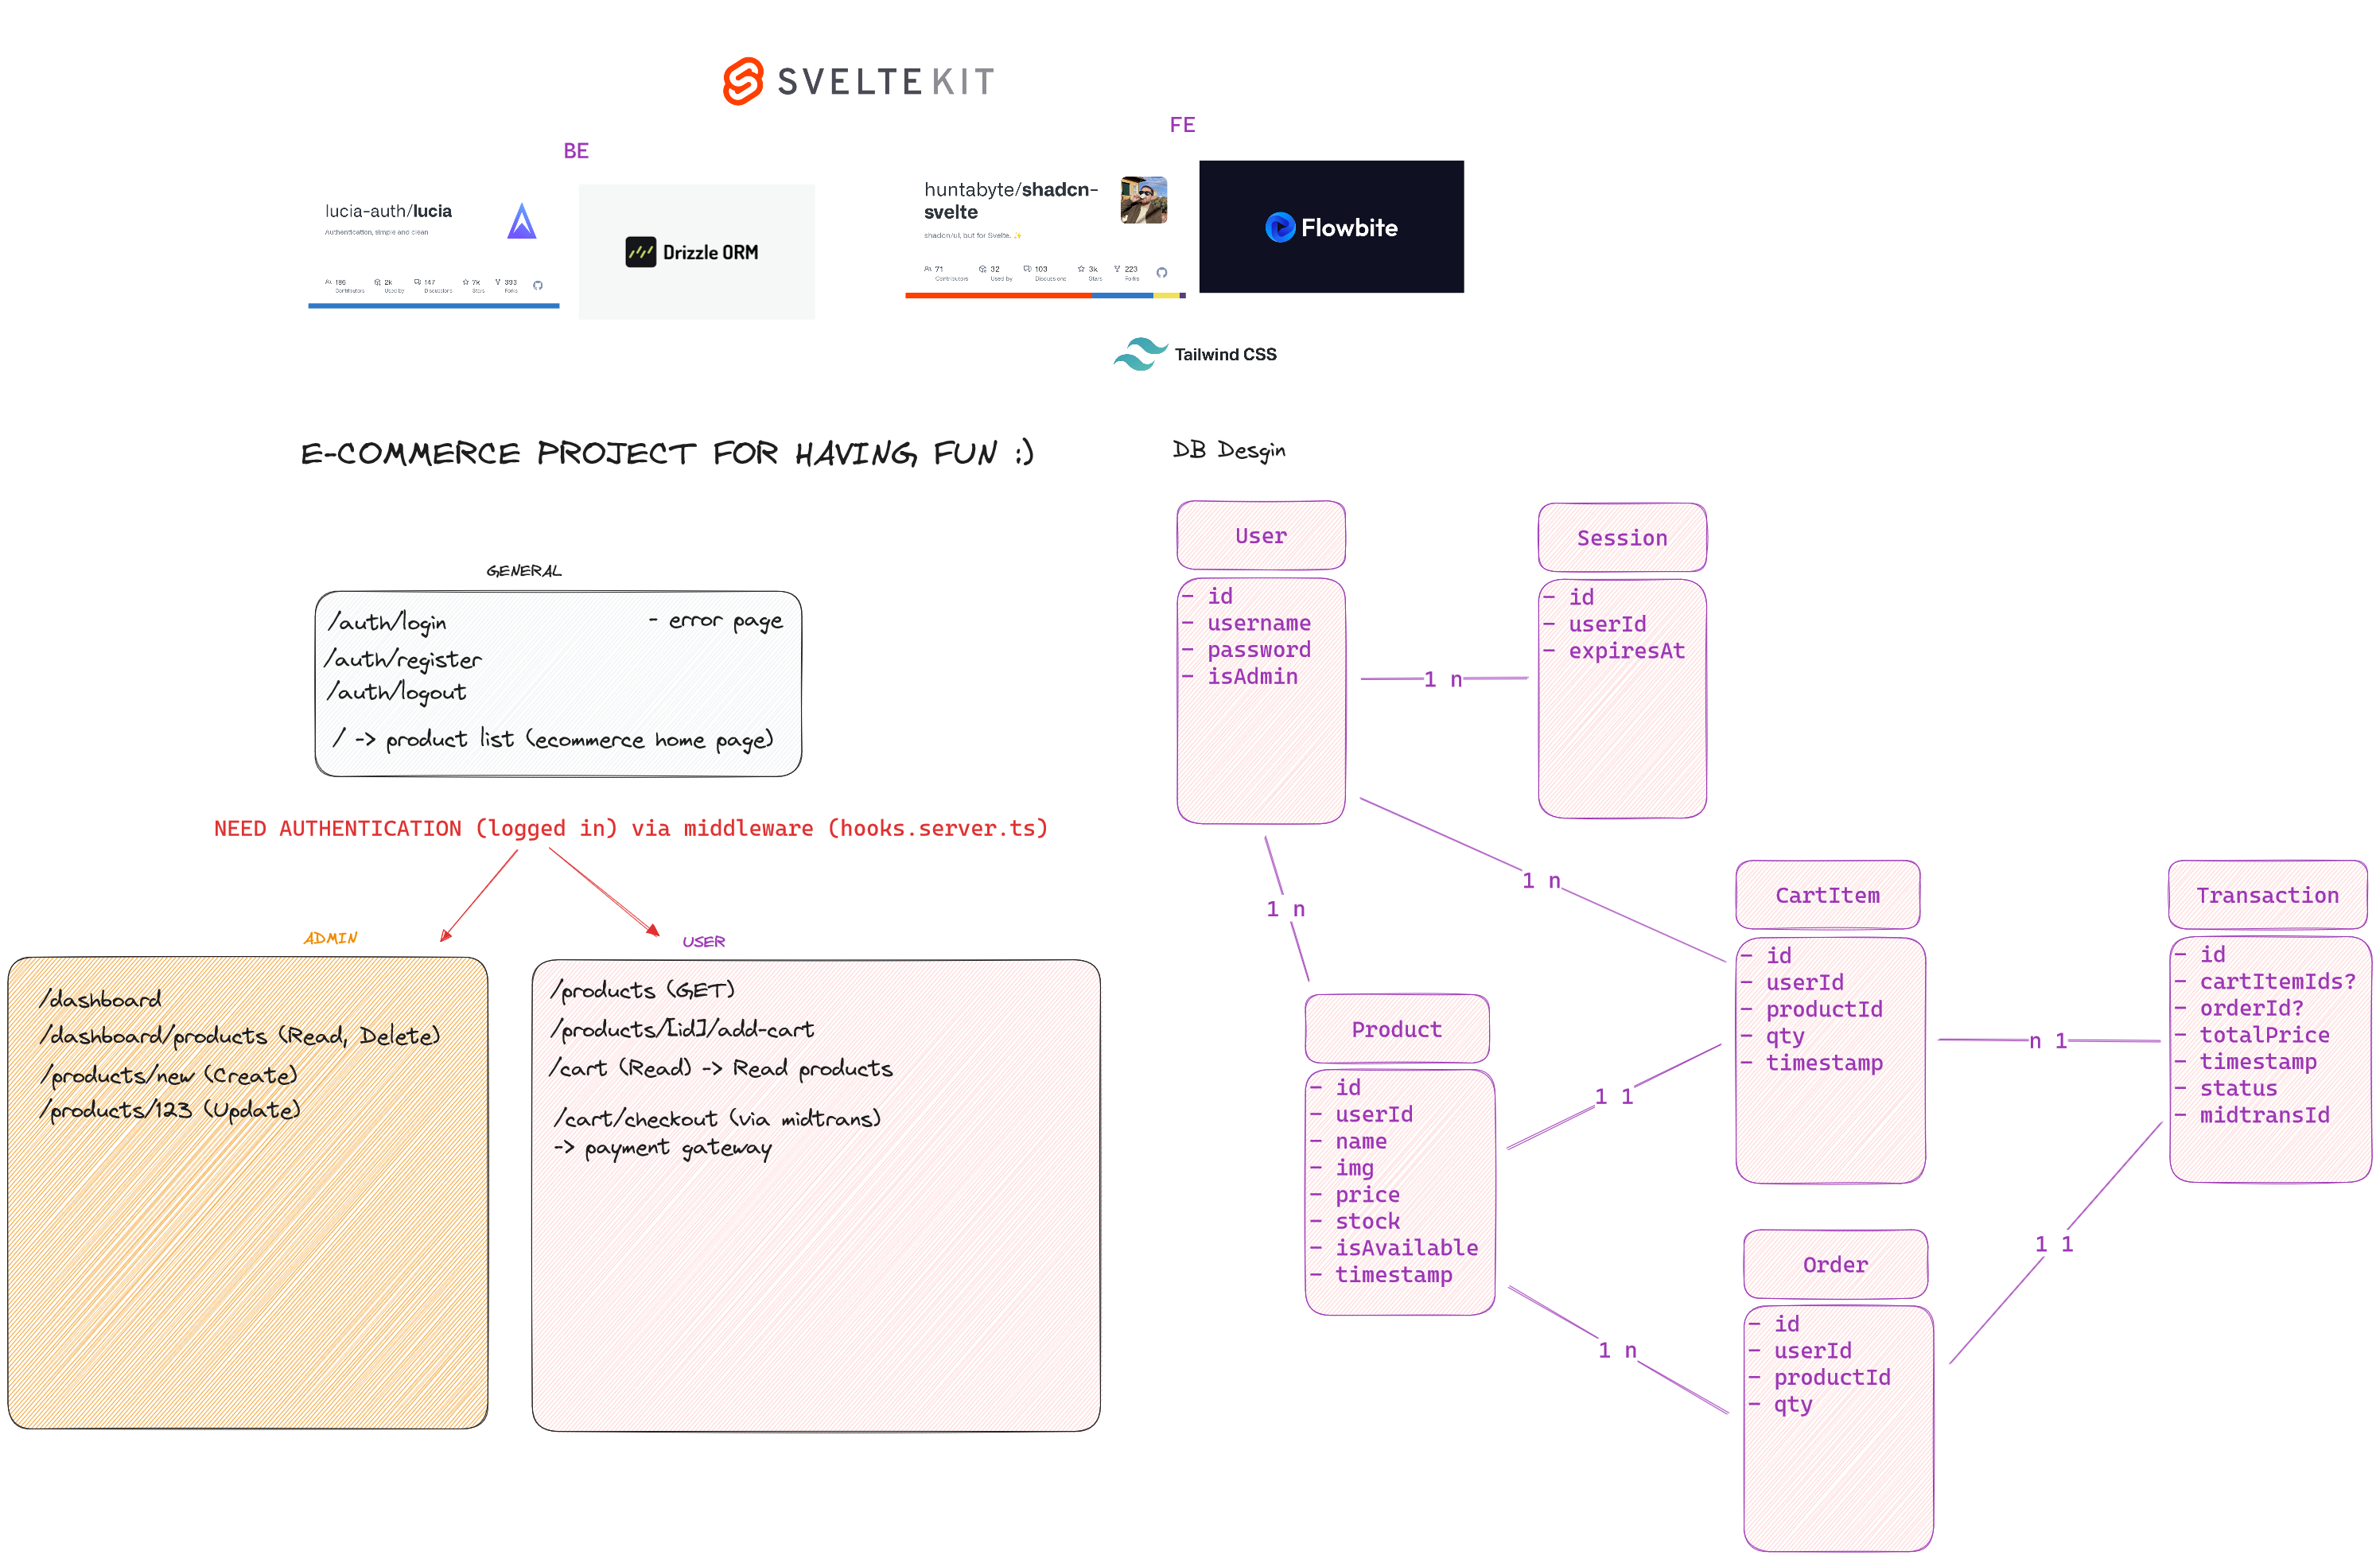 SVELTEKIT
BE
FE
lucia-auth/lucia
Authentication, simple and clean
186
Contributors
2k
Used by
147
Discussions
7k
Stars
393
Forks
Drizzle ORM
huntabyte/shadcn-
svelte
shadcn/ui, but for Svelte. ✨
71
Contributors
32
Used by
103
Discussions
3k
Stars
223
Forks
Flowbite
Tailwind CSS
E-COMMERCE PROJECT FOR HAVING FUN :)
GENERAL
/auth/login
- error page
/auth/register
/auth/logout
/ -> product list (ecommerce home page)
NEED AUTHENTICATION (logged in) via middleware (hooks.server.ts)
ADMIN
/dashboard
/dashboard/products (Read, Delete)
/products/new (Create)
/products/123 (Update)
USER
/products (GET)
/products/[id]/add-cart
/cart (Read) -> Read products
/cart/checkout (via midtrans)
-> payment gateway
DB Desgin
User
- id
- username
- password
- isAdmin
1 n
Session
- id
- userId
- expiresAt
1 n
1 n
Product
- id
- userId
- name
- img
- price
- stock
- isAvailable
- timestamp
1 1
1 n
CartItem
- id
- userId
- productId
- qty
- timestamp
n 1
Transaction
- id
- cartItemIds?
- orderId?
- totalPrice
- timestamp
- status
- midtransId
1 1
Order
- id
- userId
- productId
- qty